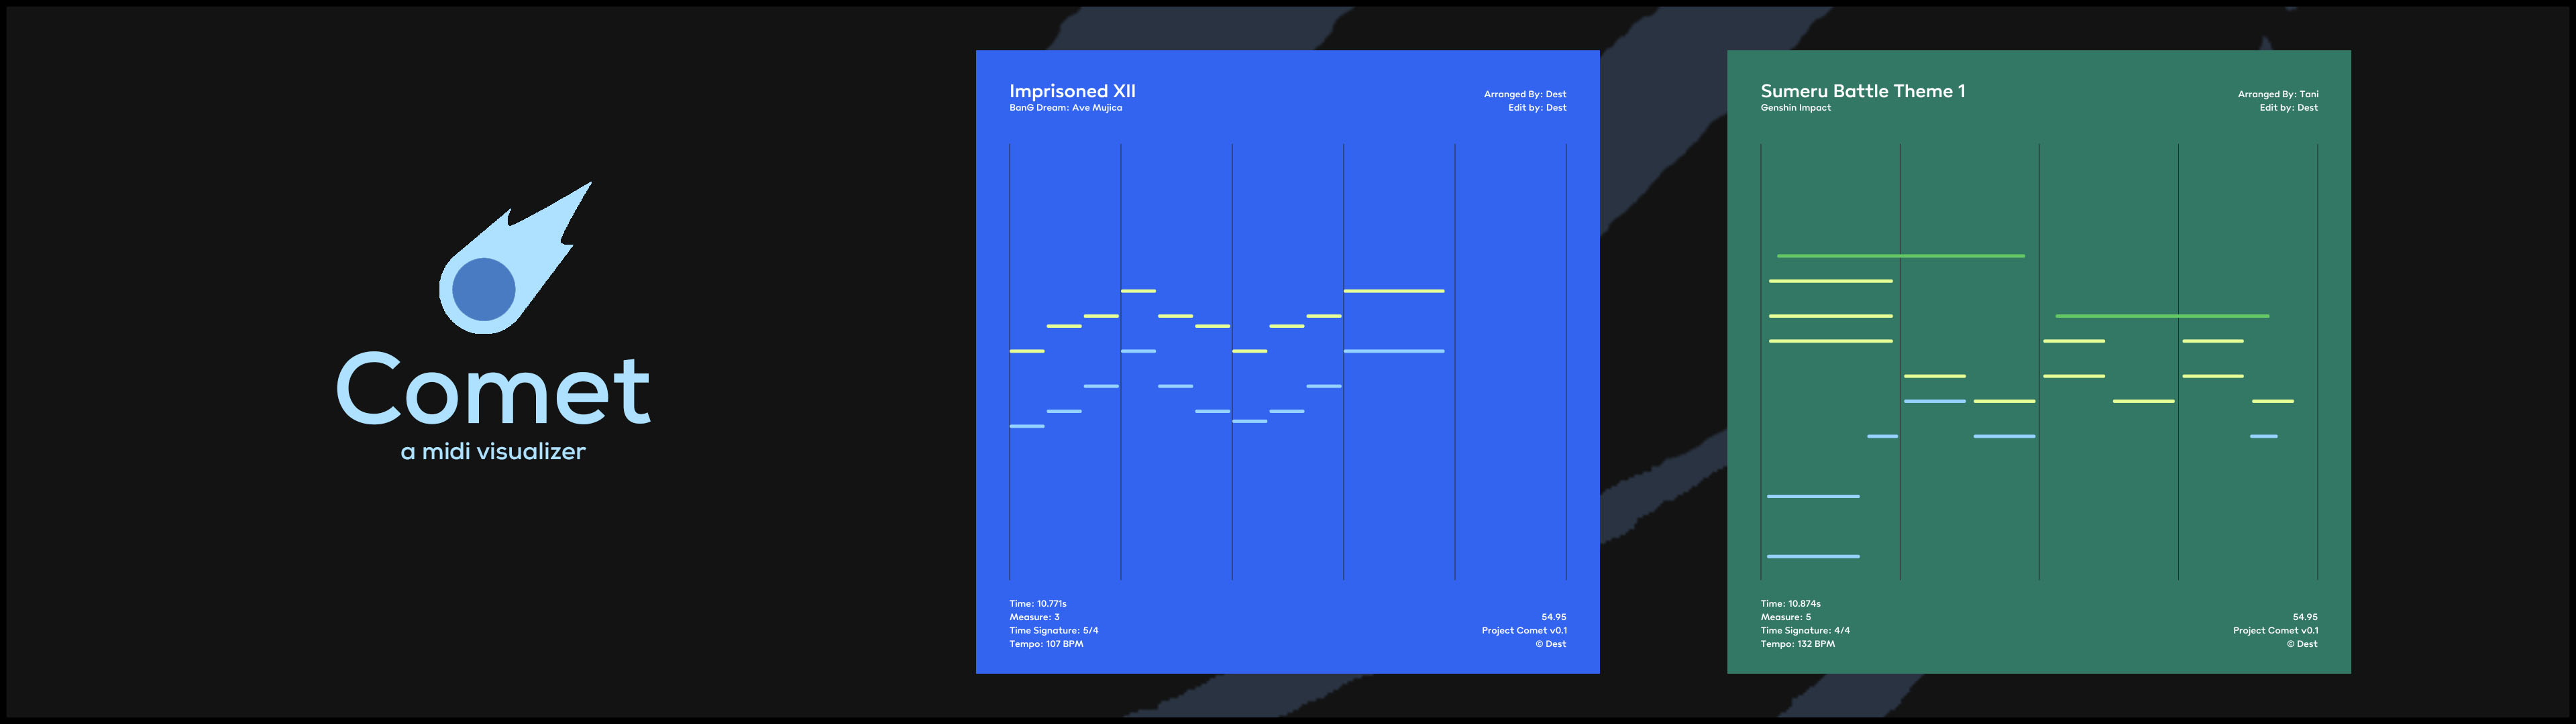 Comet
a midi visualizer
Imprisoned XII
BanG Dream: Ave Mujica
Arranged By: Dest
Edit by: Dest
Time: 10.771s
Measure: 3
Time Signature: 5/4
Tempo: 107 BPM
54.95
Project Comet v0.1
© Dest
Sumeru Battle Theme 1
Genshin Impact
Arranged By: Tani
Edit by: Dest
Time: 10.874s
Measure: 5
Time Signature: 4/4
Tempo: 132 BPM
54.95
Project Comet v0.1
© Dest